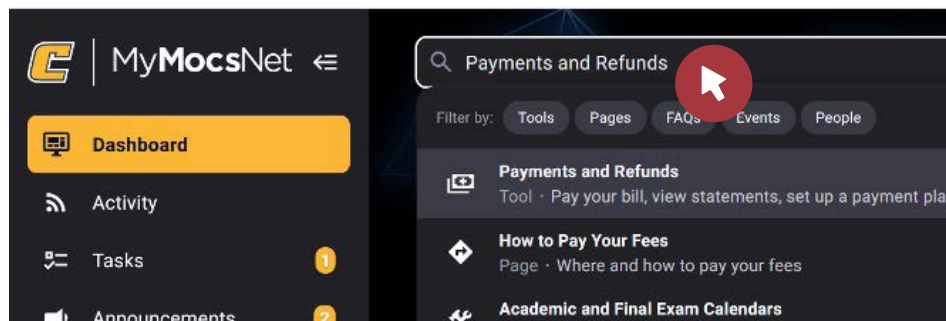 MyMocsNet
Dashboard
Activity
Tasks 1
Announcements 2
Payments and Refunds
Filter by: Tools Pages FAQs Events People
Payments and Refunds
Tool · Pay your bill, view statements, set up a payment pla
How to Pay Your Fees
Page · Where and how to pay your fees
Academic and Final Exam Calendars